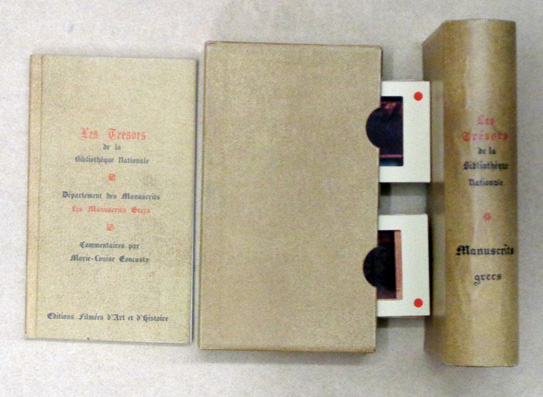 Les Trésors
de la
Bibliothèque Nationale
Département des Manuscrits
Les Manuscrits Grecs
Commentaires par
Marie-Louise Concasty
Editions Filmées d'Art et d'Histoire
Les
Trésors
de la
Bibliothèque
Nationale
Manuscrits
grecs